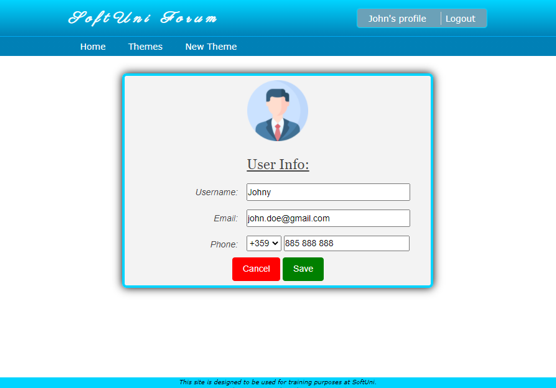 SoftUni Forum
John's profile Logout
Home Themes New Theme
User Info:
Username: Johny
Email: john.doe@gmail.com
Phone: +359 885 888 888
Cancel Save
This site is designed to be used for training purposes at SoftUni.